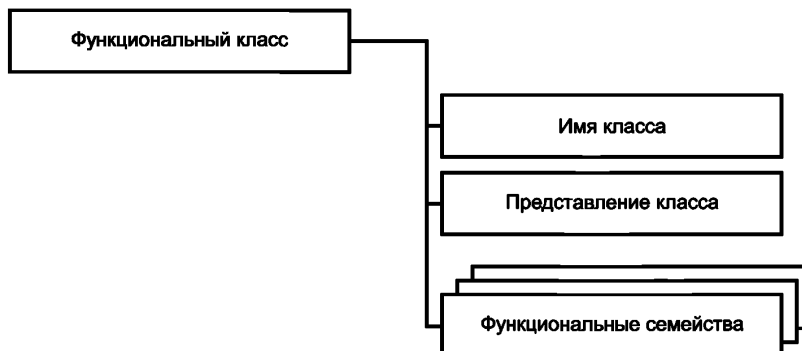 Функциональный класс
Имя класса
Представление класса
Функциональные семейства